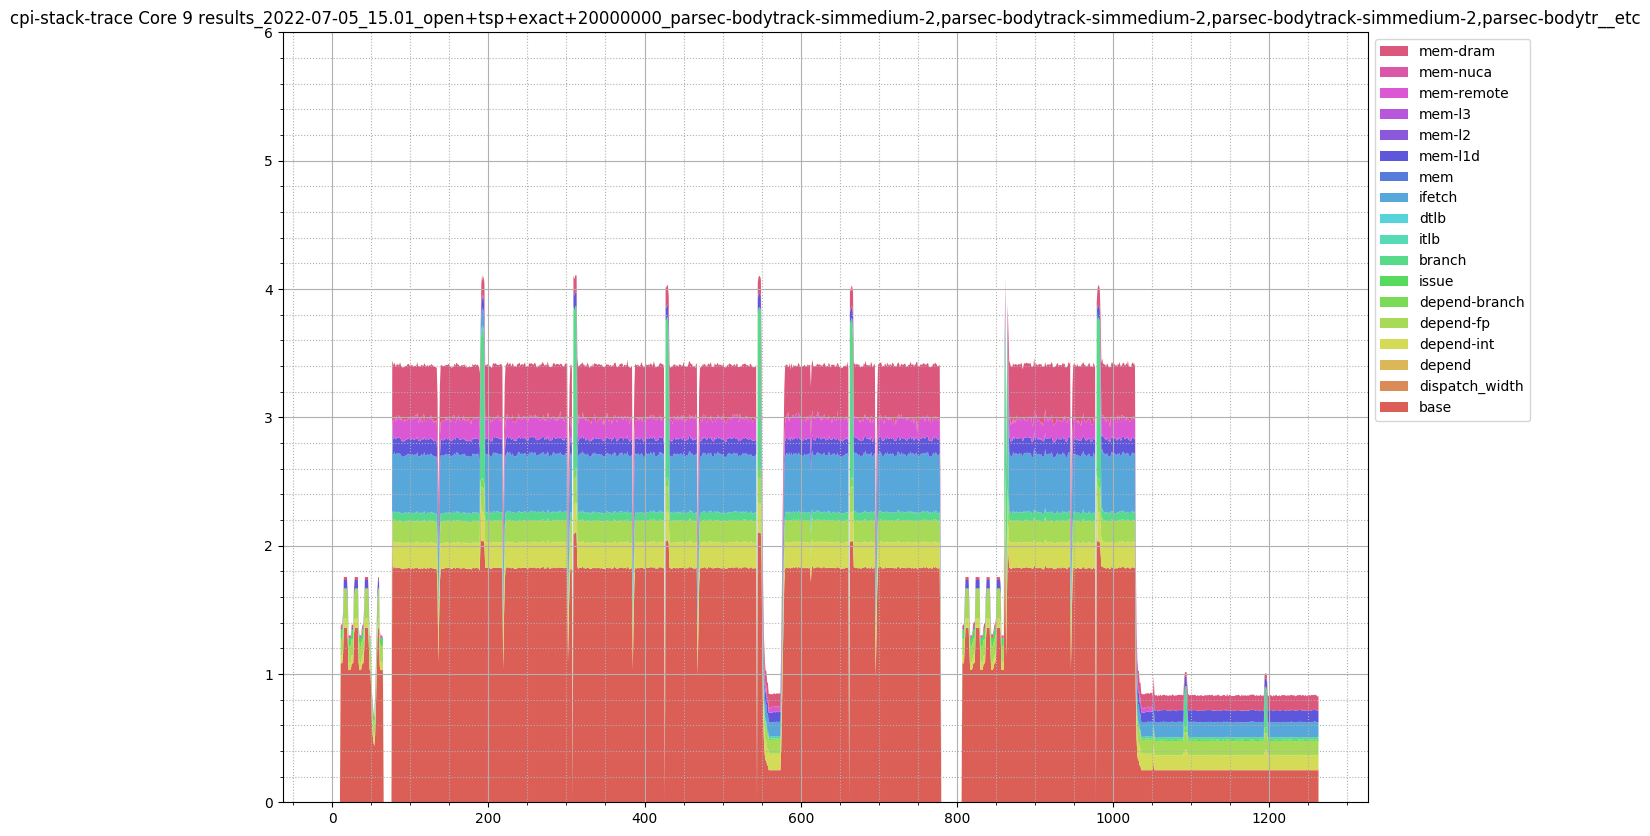 cpi-stack-trace Core 9 results_2022-07-05_15.01_open+tsp+exact+20000000_parsec-bodytrack-simmedium-2,parsec-bodytrack-simmedium-2,parsec-bodytrack-simmedium-2,parsec-bodytr__etc
6
5
4
3
2
1
0
0 200 400 600 800 1000 1200
mem-dram
mem-nuca
mem-remote
mem-l3
mem-l2
mem-l1d
mem
ifetch
dtlb
itlb
branch
issue
depend-branch
depend-fp
depend-int
depend
dispatch_width
base